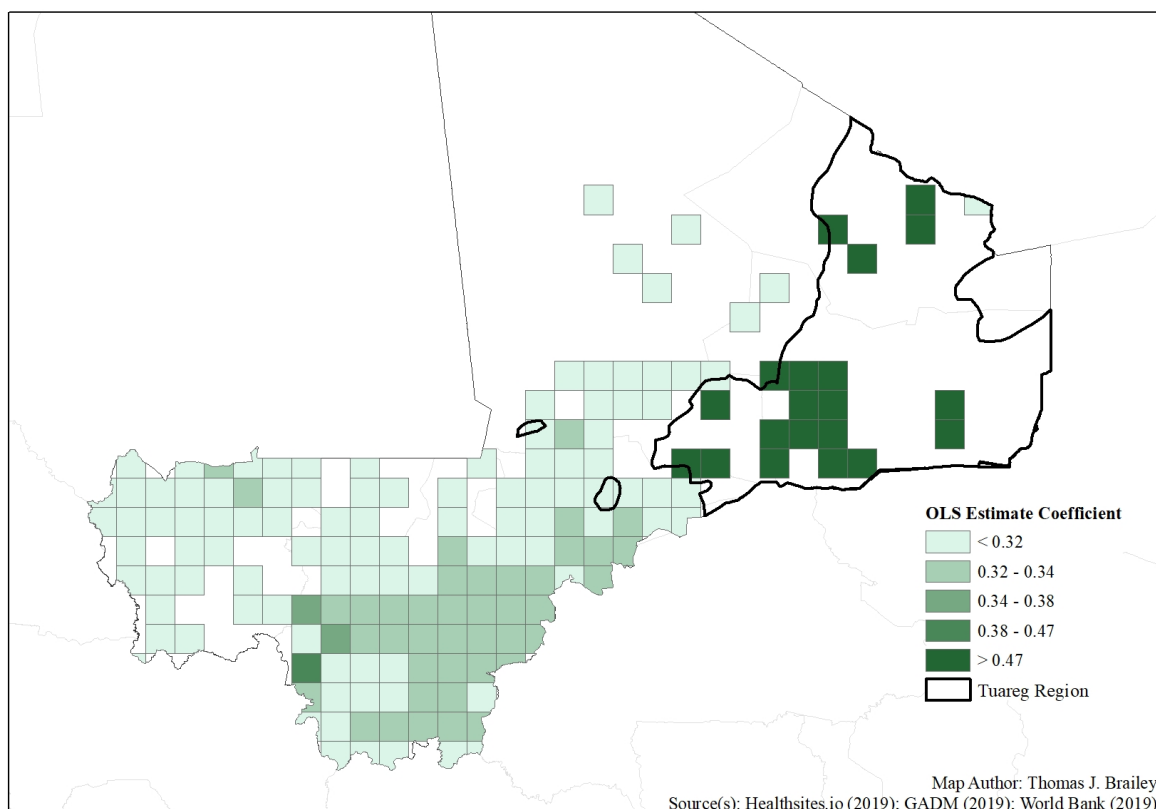 OLS Estimate Coefficient
< 0.32
0.32 - 0.34
0.34 - 0.38
0.38 - 0.47
> 0.47
Tuareg Region
Map Author: Thomas J. Brailey
Source(s): Healthsites.io (2019); GADM (2019); World Bank (2019)